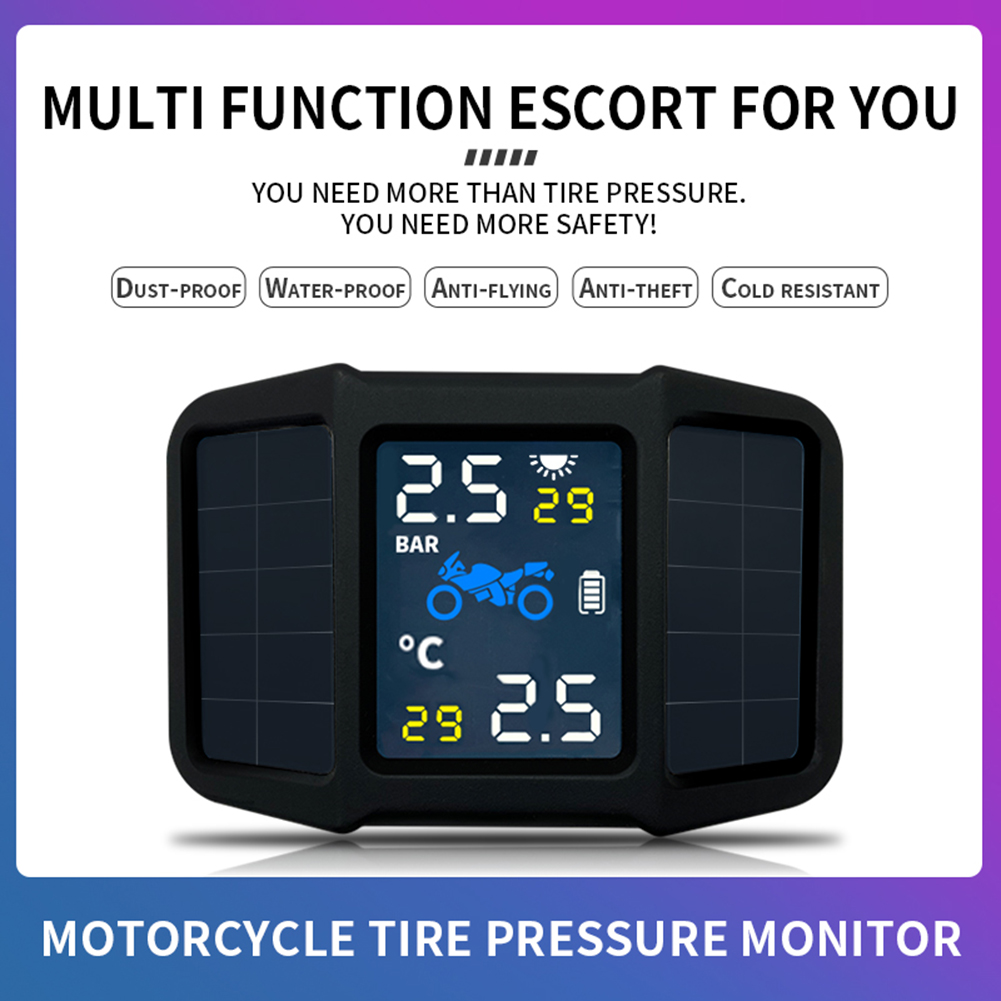 MULTI FUNCTION ESCORT FOR YOU
YOU NEED MORE THAN TIRE PRESSURE.
YOU NEED MORE SAFETY!
DUST-PROOF WATER-PROOF ANTI-FLYING ANTI-THEFT COLD RESISTANT
2.5
29
BAR
°C
29 2.5
MOTORCYCLE TIRE PRESSURE MONITOR